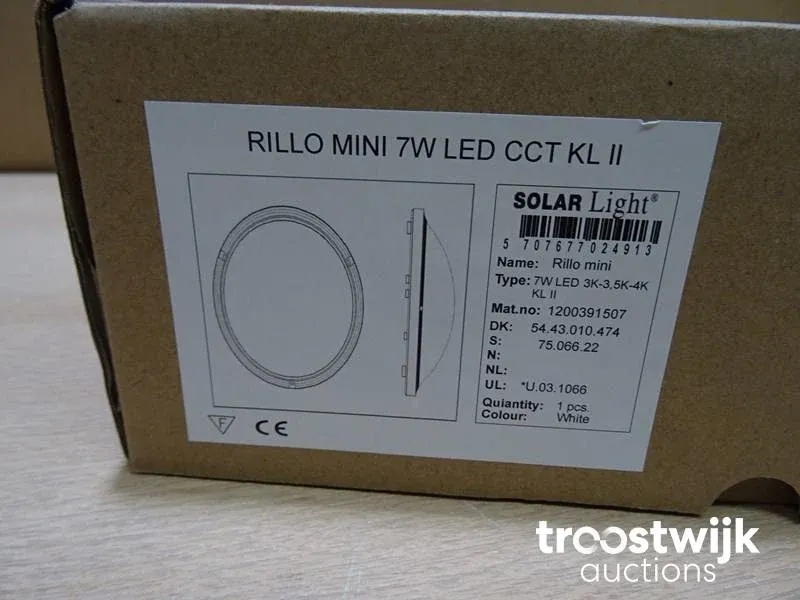 RILLO MINI 7W LED CCT KL II
SOLAR Light®
5 707677 024913
Name: Rillo mini
Type: 7W LED 3K-3,5K-4K
KL II
Mat.no: 1200391507
DK: 54.43.010.474
S: 75.066.22
N:
NL:
UL: *U.03.1066
Quiantity: 1 pcs.
Colour: White
F CE
troostwijk
auctions